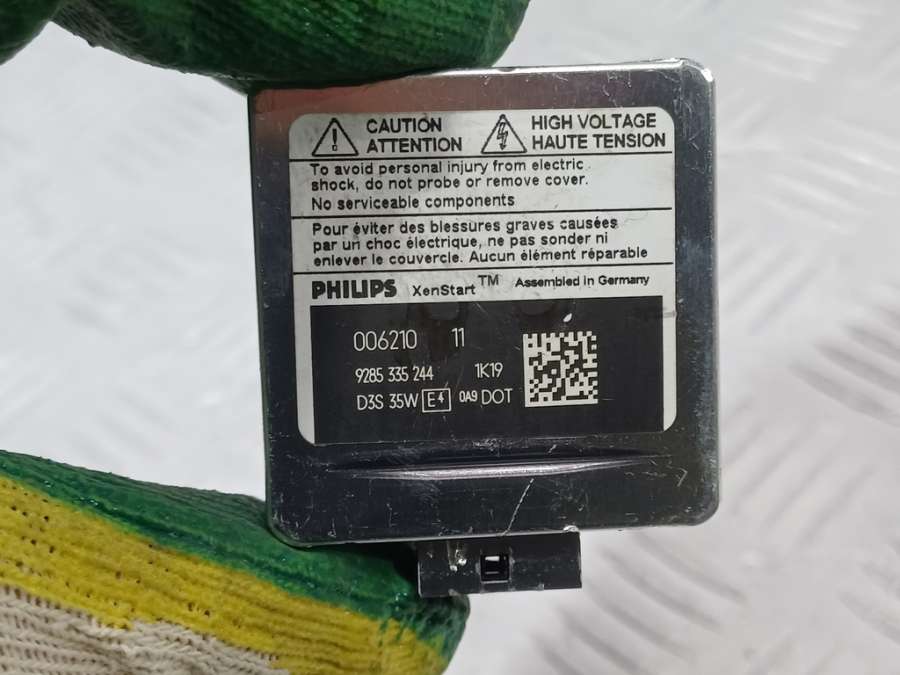 CAUTION
ATTENTION
HIGH VOLTAGE
HAUTE TENSION
To avoid personal injury from electric
shock, do not probe or remove cover.
No serviceable components
Pour éviter des blessures graves causées
par un choc électrique, ne pas sonder ni
enlever le couvercle. Aucun élément réparable
PHILIPS XenStart™ Assembled in Germany
006210 11
9285 335 244 1K19
D3S 35W E4 0A9 DOT